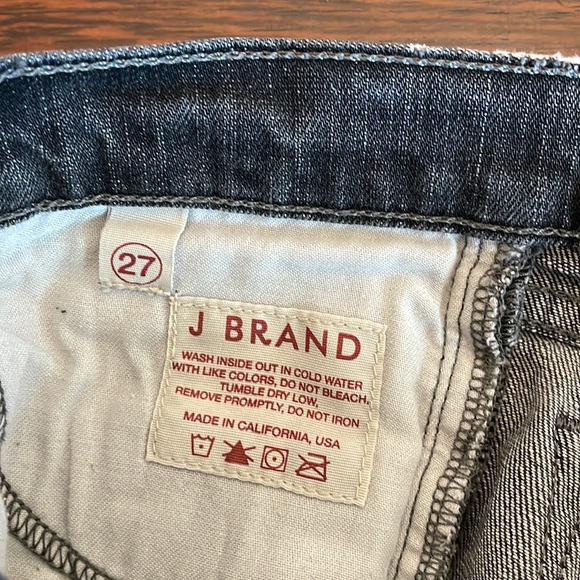 27
J BRAND
WASH INSIDE OUT IN COLD WATER
WITH LIKE COLORS, DO NOT BLEACH,
TUMBLE DRY LOW,
REMOVE PROMPTLY, DO NOT IRON
MADE IN CALIFORNIA, USA